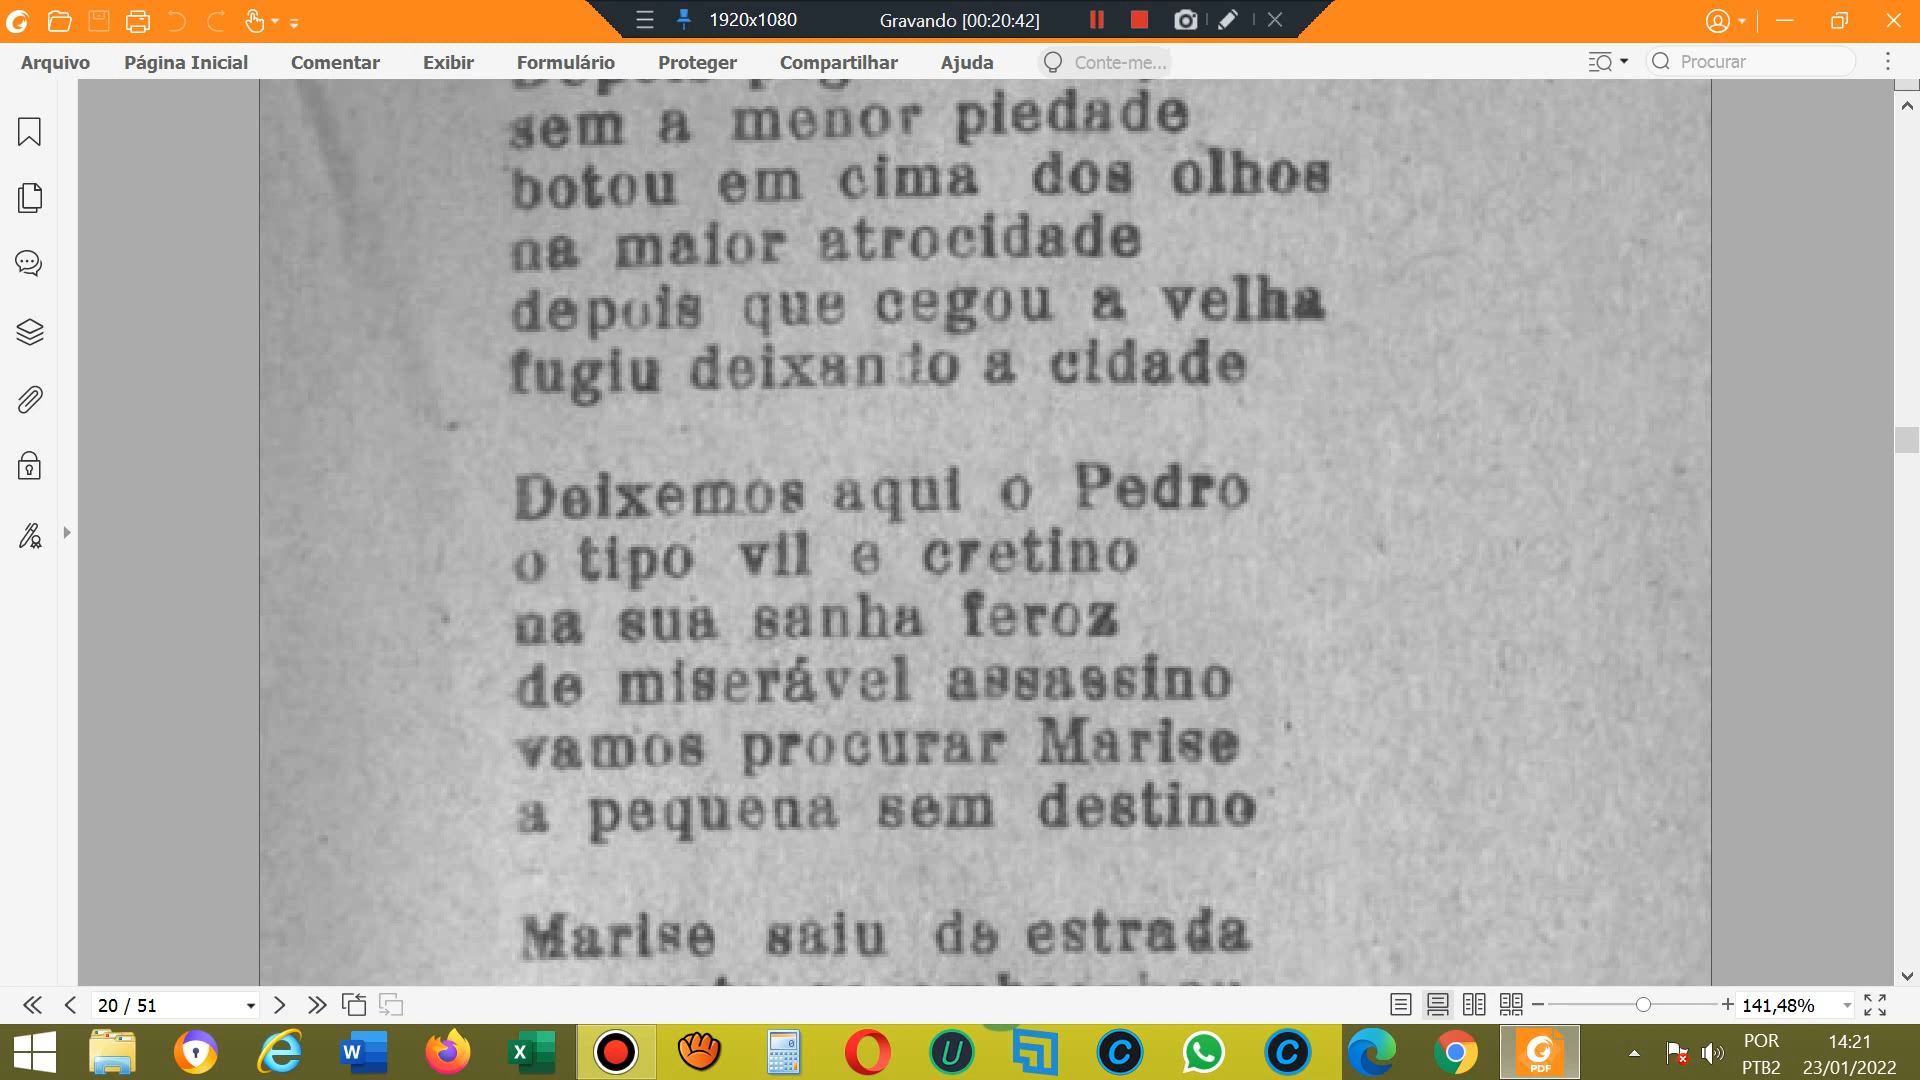 1920x1080
Gravando [00:20:42]
Arquivo
Página Inicial
Comentar
Exibir
Formulário
Proteger
Compartilhar
Ajuda
Conte-me...
Procurar
Depois
sem a menor piedade
botou em cima dos olhos
na maior atrocidade
depois que cegou a velha
fugiu deixando a cidade
Deixemos aqui o Pedro
o tipo vil e cretino
na sua sanha feroz
de miserável assassino
vamos procurar Marise
a pequena sem destino
Marise saiu da estrada
20 / 51
141,48%
POR
PTB2
14:21
23/01/2022
PDF